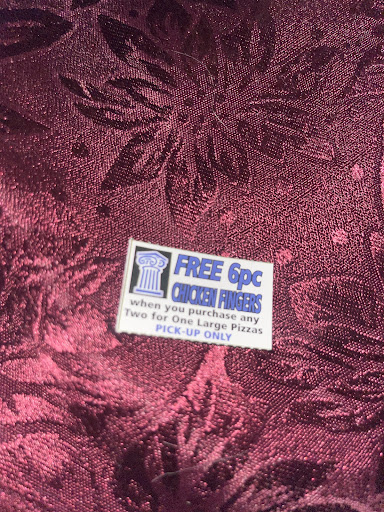 FREE 6pc
CHICKEN FINGERS
when you purchase any
Two for One Large Pizzas
PICK-UP ONLY